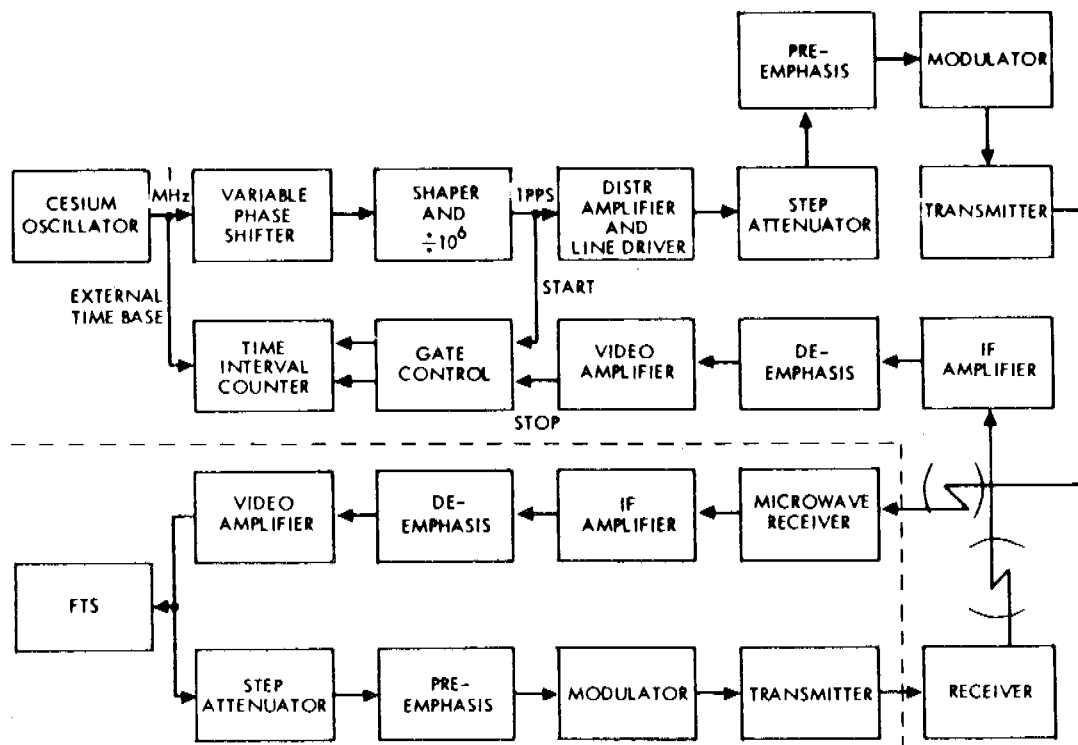 PRE-
EMPHASIS
MODULATOR
CESIUM
OSCILLATOR
1
MHz
VARIABLE
PHASE
SHIFTER
SHAPER
AND
÷10⁶
1PPS
DISTR
AMPLIFIER
AND
LINE DRIVER
STEP
ATTENUATOR
TRANSMITTER
EXTERNAL
TIME BASE
START
TIME
INTERVAL
COUNTER
GATE
CONTROL
VIDEO
AMPLIFIER
DE-
EMPHASIS
IF
AMPLIFIER
STOP
VIDEO
AMPLIFIER
DE-
EMPHASIS
IF
AMPLIFIER
MICROWAVE
RECEIVER
FTS
STEP
ATTENUATOR
PRE-
EMPHASIS
MODULATOR
TRANSMITTER
RECEIVER